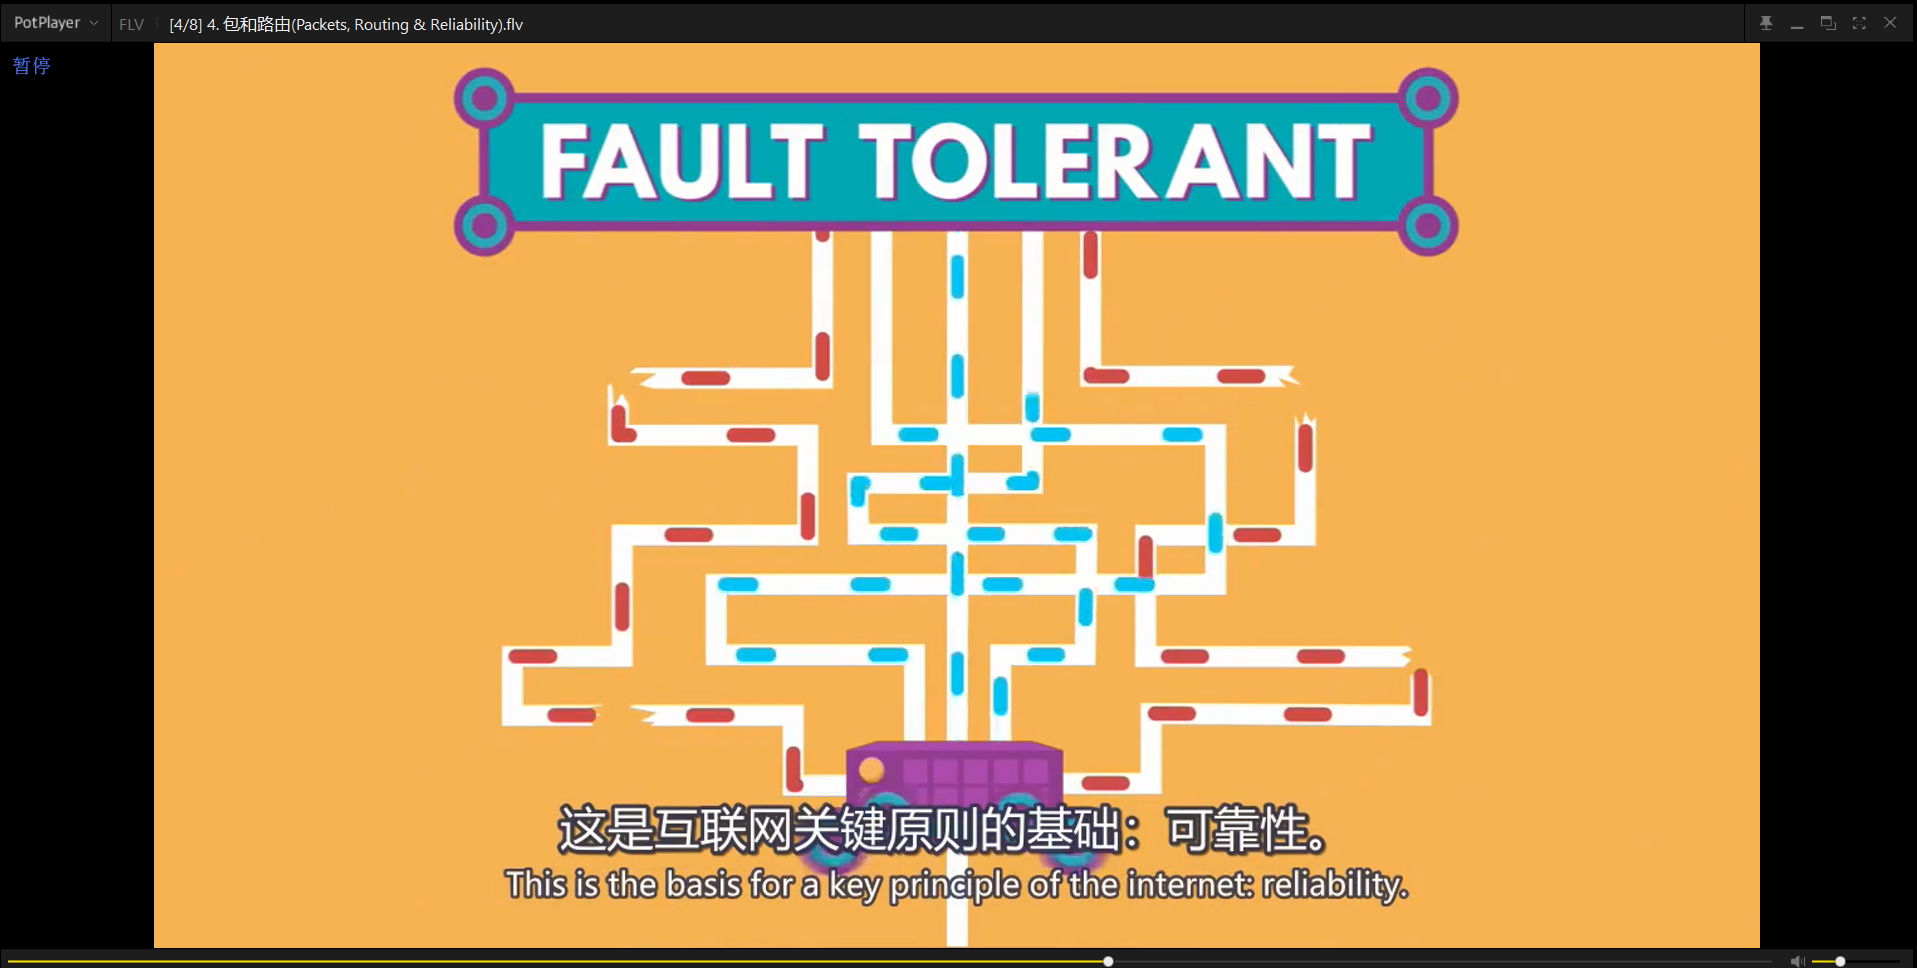 PotPlayer FLV [4/8] 4. 包和路由(Packets, Routing & Reliability).flv
暂停
FAULT TOLERANT
这是互联网关键原则的基础：可靠性。
This is the basis for a key principle of the internet: reliability.